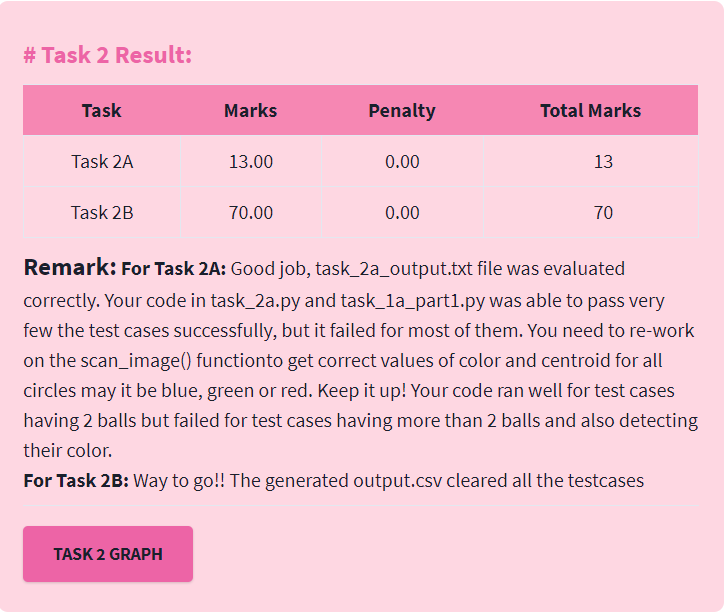 # Task 2 Result:
Task Marks Penalty Total Marks
Task 2A 13.00 0.00 13
Task 2B 70.00 0.00 70
Remark: For Task 2A: Good job, task_2a_output.txt file was evaluated
correctly. Your code in task_2a.py and task_1a_part1.py was able to pass very
few the test cases successfully, but it failed for most of them. You need to re-work
on the scan_image() functionto get correct values of color and centroid for all
circles may it be blue, green or red. Keep it up! Your code ran well for test cases
having 2 balls but failed for test cases having more than 2 balls and also detecting
their color.
For Task 2B: Way to go!! The generated output.csv cleared all the testcases
TASK 2 GRAPH